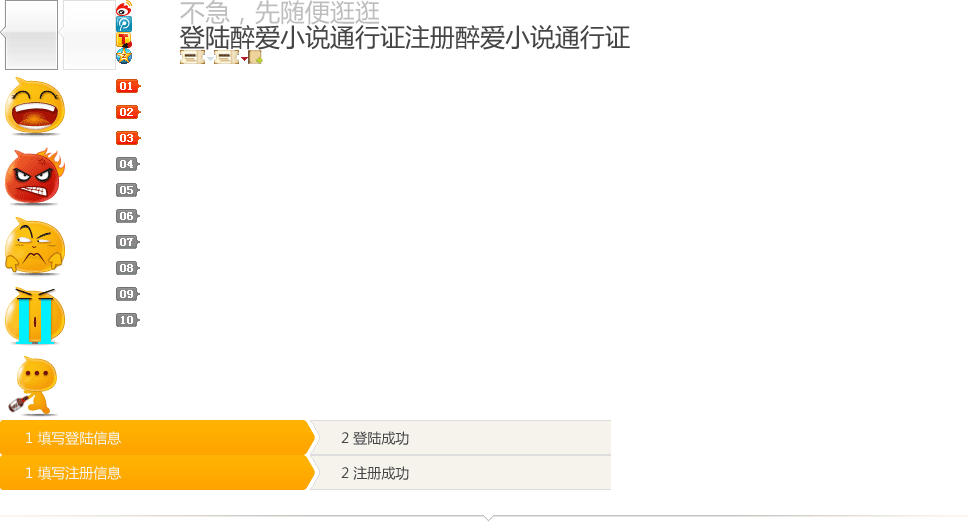 不急，先随便逛逛
登陆醉爱小说通行证注册醉爱小说通行证
01
02
03
04
05
06
07
08
09
10
1 填写登陆信息
2 登陆成功
1 填写注册信息
2 注册成功